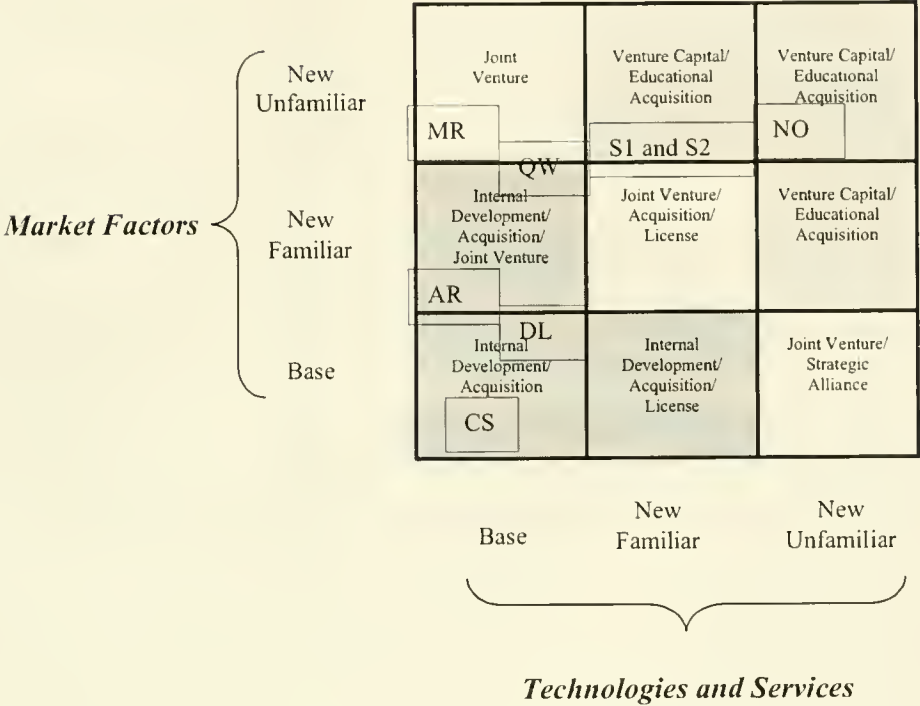 Joint
Venture
Venture Capital/
Educational
Acquisition
Venture Capital/
Educational
Acquisition
New
Unfamiliar
MR
QW
S1 and S2
NO
Market Factors
New
Familiar
Internal
Development/
Acquisition/
Joint Venture
Joint Venture/
Acquisition/
License
Venture Capital/
Educational
Acquisition
AR
DL
Base
Internal
Development/
Acquisition
Internal
Development/
Acquisition/
License
Joint Venture/
Strategic
Alliance
CS
Base
New
Familiar
New
Unfamiliar
Technologies and Services